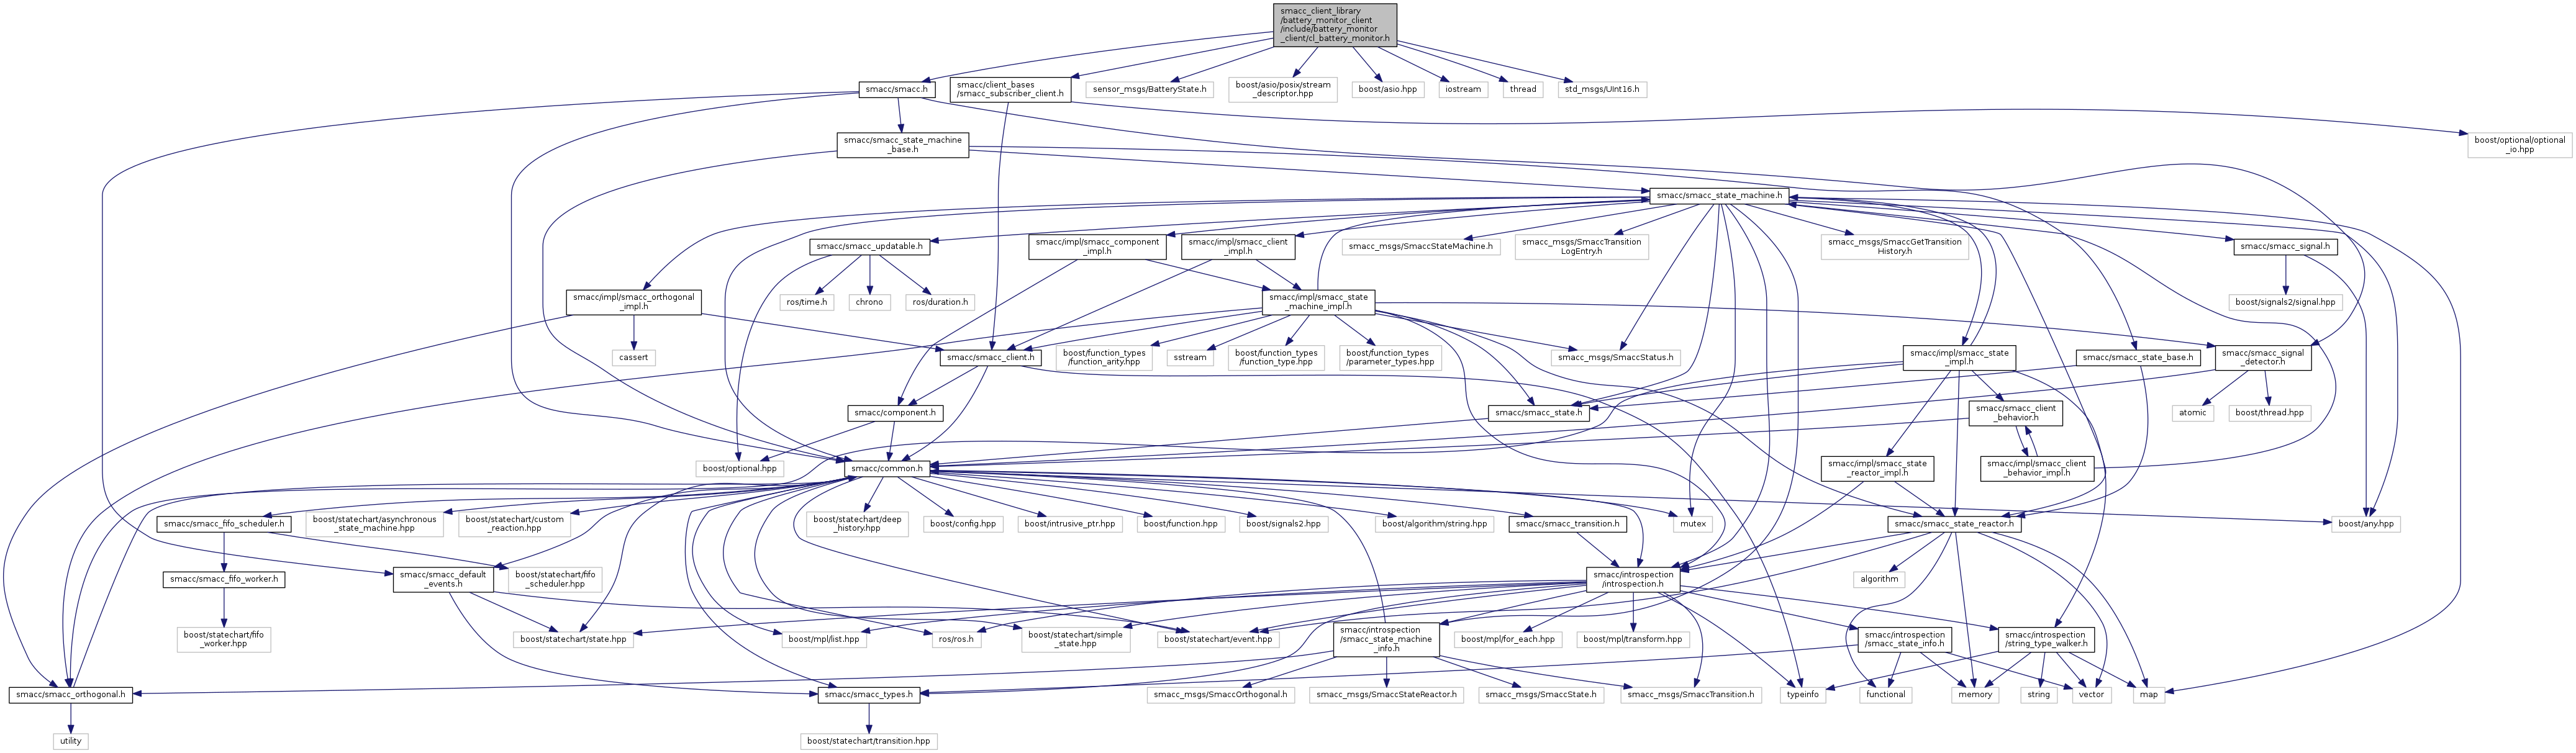 smacc_client_library
/battery_monitor_client
/include/battery_monitor
_client/cl_battery_monitor.h
smacc/smacc.h
smacc/client_bases
/smacc_subscriber_client.h
sensor_msgs/BatteryState.h
boost/asio/posix/stream
_descriptor.hpp
boost/asio.hpp
iostream
thread
std_msgs/UInt16.h
smacc/smacc_state_machine
_base.h
boost/optional/optional
_io.hpp
smacc/smacc_state_machine.h
smacc/smacc_updatable.h
smacc/impl/smacc_component
_impl.h
smacc/impl/smacc_client
_impl.h
smacc_msgs/SmaccStateMachine.h
smacc_msgs/SmaccTransition
LogEntry.h
smacc_msgs/SmaccGetTransition
History.h
smacc/smacc_signal.h
smacc/impl/smacc_orthogonal
_impl.h
ros/time.h
chrono
ros/duration.h
smacc/impl/smacc_state
_machine_impl.h
boost/signals2/signal.hpp
cassert
smacc/smacc_client.h
boost/function_types
/function_arity.hpp
sstream
boost/function_types
/function_type.hpp
boost/function_types
/parameter_types.hpp
smacc_msgs/SmaccStatus.h
smacc/impl/smacc_state
_impl.h
smacc/smacc_state_base.h
smacc/smacc_signal
_detector.h
smacc/component.h
smacc/smacc_state.h
smacc/smacc_client
_behavior.h
atomic
boost/thread.hpp
boost/optional.hpp
smacc/common.h
smacc/impl/smacc_state
_reactor_impl.h
smacc/impl/smacc_client
_behavior_impl.h
smacc/smacc_fifo_scheduler.h
boost/statechart/asynchronous
_state_machine.hpp
boost/statechart/custom
_reaction.hpp
boost/statechart/deep
_history.hpp
boost/config.hpp
boost/intrusive_ptr.hpp
boost/function.hpp
boost/signals2.hpp
boost/algorithm/string.hpp
smacc/smacc_transition.h
mutex
smacc/smacc_state_reactor.h
boost/any.hpp
smacc/smacc_fifo_worker.h
smacc/smacc_default
_events.h
boost/statechart/fifo
_scheduler.hpp
smacc/introspection
/introspection.h
algorithm
boost/statechart/fifo
_worker.hpp
boost/statechart/state.hpp
boost/mpl/list.hpp
ros/ros.h
boost/statechart/simple
_state.hpp
boost/statechart/event.hpp
smacc/introspection
/smacc_state_machine
_info.h
boost/mpl/for_each.hpp
boost/mpl/transform.hpp
smacc/introspection
/smacc_state_info.h
smacc/introspection
/string_type_walker.h
smacc/smacc_orthogonal.h
smacc/smacc_types.h
smacc_msgs/SmaccOrthogonal.h
smacc_msgs/SmaccStateReactor.h
smacc_msgs/SmaccState.h
smacc_msgs/SmaccTransition.h
typeinfo
functional
memory
string
vector
map
utility
boost/statechart/transition.hpp